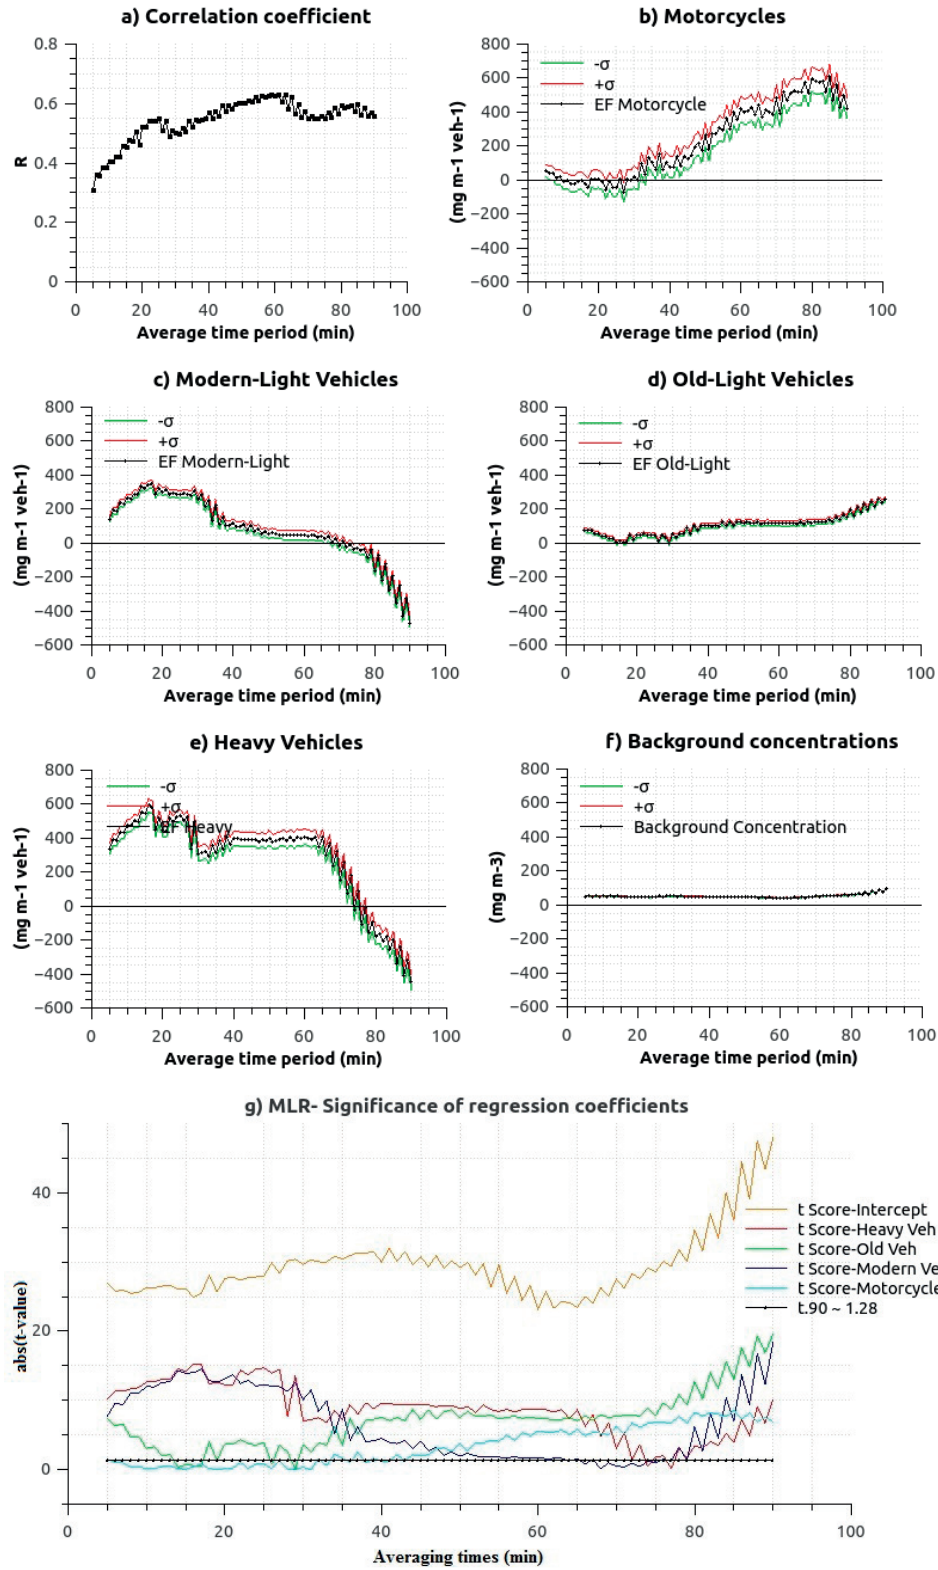 a) Correlation coefficient
0.8
0.6
0.4
0.2
0
R
0 20 40 60 80 100
Average time period (min)
b) Motorcycles
800
600
400
200
0
−200
−400
−600
(mg m-1 veh-1)
-σ
+σ
EF Motorcycle
0 20 40 60 80 100
Average time period (min)
c) Modern-Light Vehicles
800
600
400
200
0
−200
−400
−600
(mg m-1 veh-1)
-σ
+σ
EF Modern-Light
0 20 40 60 80 100
Average time period (min)
d) Old-Light Vehicles
800
600
400
200
0
−200
−400
−600
(mg m-1 veh-1)
-σ
+σ
EF Old-Light
0 20 40 60 80 100
Average time period (min)
e) Heavy Vehicles
800
600
400
200
0
−200
−400
−600
(mg m-1 veh-1)
-σ
+σ
EF Heavy
0 20 40 60 80 100
Average time period (min)
f) Background concentrations
800
600
400
200
0
−200
−400
−600
(mg m-3)
-σ
+σ
Background Concentration
0 20 40 60 80 100
Average time period (min)
g) MLR- Significance of regression coefficients
40
20
0
abs(t-value)
t Score-Intercept
t Score-Heavy Veh
t Score-Old Veh
t Score-Modern Ve
t Score-Motorcycle
t.90 ~ 1.28
0 20 40 60 80 100
Averaging times (min)